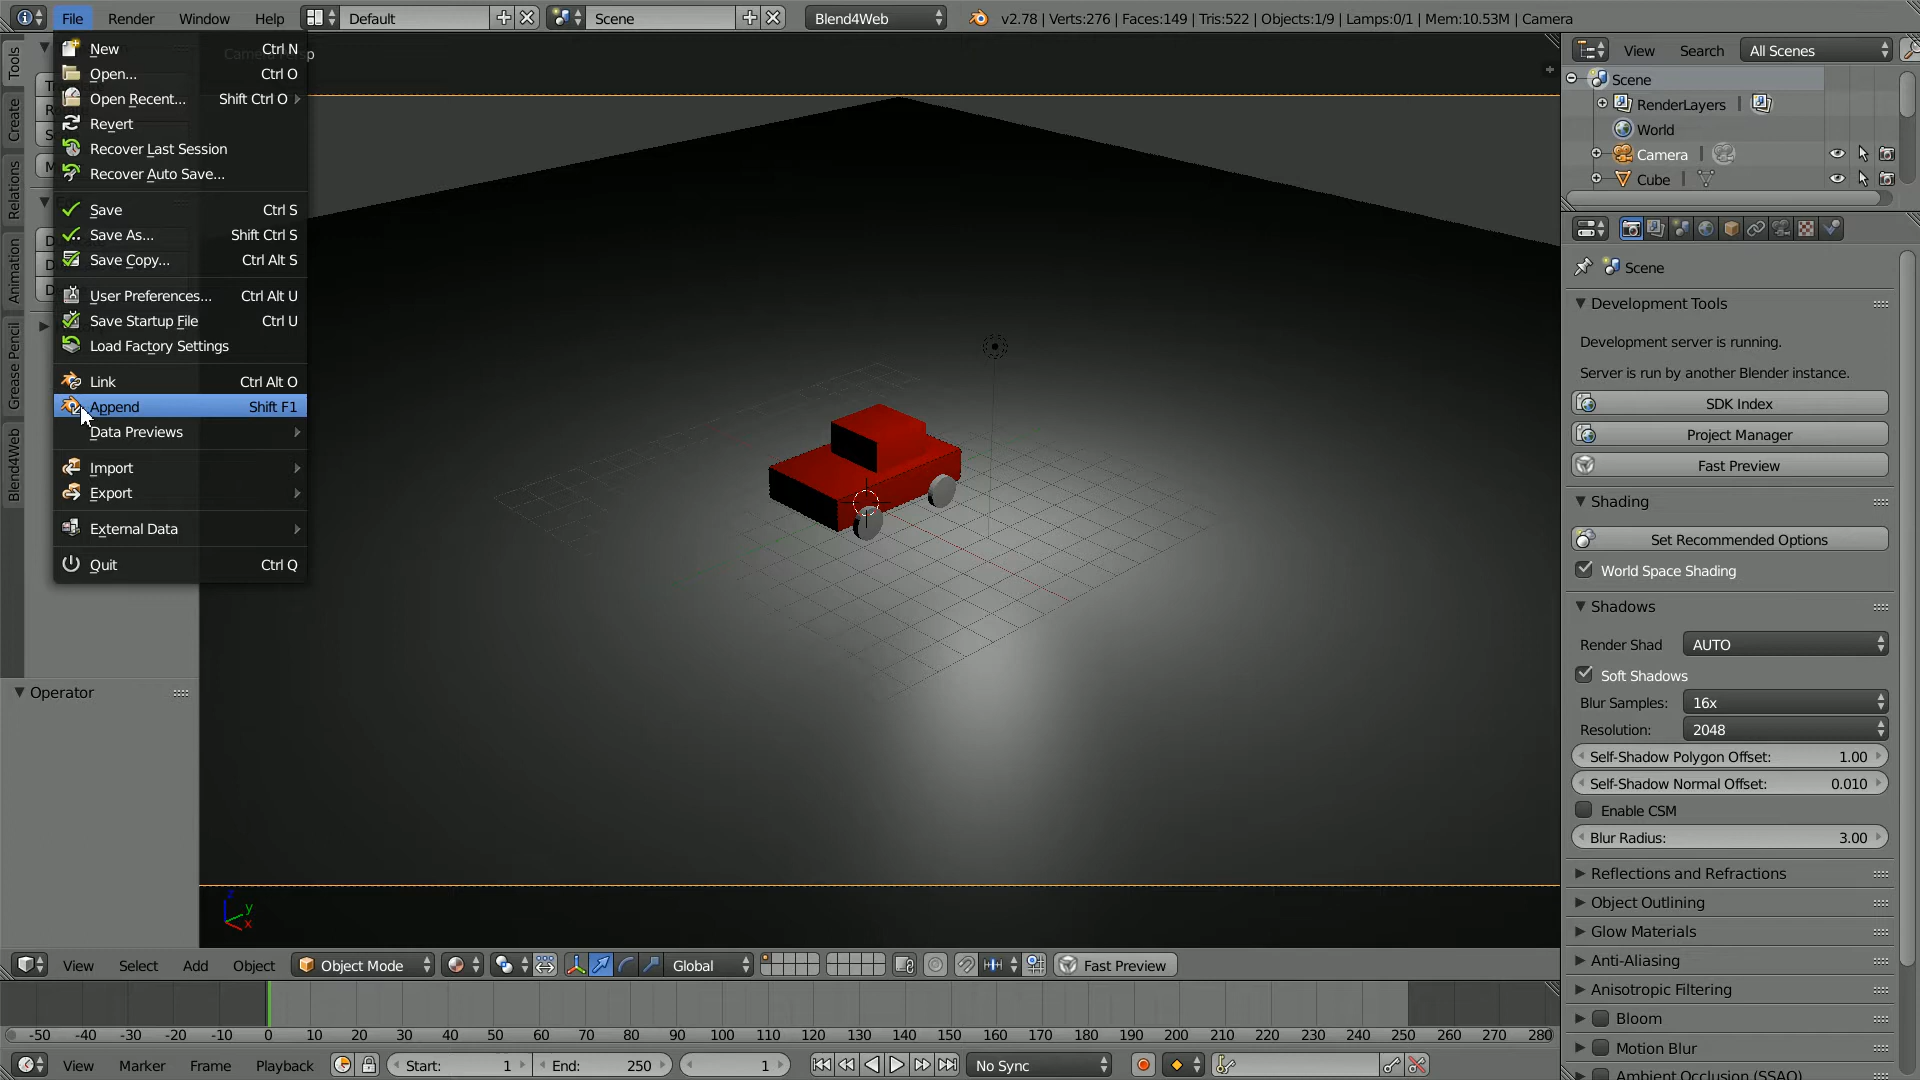 File Render Window Help Default Scene Blend4Web v2.78 | Verts:276 | Faces:149 | Tris:522 | Objects:1/9 | Lamps:0/1 | Mem:10.53M | Camera
New Ctrl N
Open... Ctrl O
Open Recent... Shift Ctrl O
Revert
Recover Last Session
Recover Auto Save...
Save Ctrl S
Save As... Shift Ctrl S
Save Copy... Ctrl Alt S
User Preferences... Ctrl Alt U
Save Startup File Ctrl U
Load Factory Settings
Link Ctrl Alt O
Append Shift F1
Data Previews
Import
Export
External Data
Quit Ctrl Q
Tools
Create
Relations
Animation
Grease Pencil
Blend4Web
Operator
z
y
x
View Search All Scenes
Scene
RenderLayers
World
Camera
Cube
Scene
Development Tools
Development server is running.
Server is run by another Blender instance.
SDK Index
Project Manager
Fast Preview
Shading
Set Recommended Options
World Space Shading
Shadows
Render Shad AUTO
Soft Shadows
Blur Samples: 16x
Resolution: 2048
Self-Shadow Polygon Offset: 1.00
Self-Shadow Normal Offset: 0.010
Enable CSM
Blur Radius: 3.00
Reflections and Refractions
Object Outlining
Glow Materials
Anti-Aliasing
Anisotropic Filtering
Bloom
Motion Blur
Ambient Occlusion (SSAO)
View Select Add Object Object Mode Global Fast Preview
-50 -40 -30 -20 -10 0 10 20 30 40 50 60 70 80 90 100 110 120 130 140 150 160 170 180 190 200 210 220 230 240 250 260 270 280
View Marker Frame Playback Start: 1 End: 250 1 No Sync